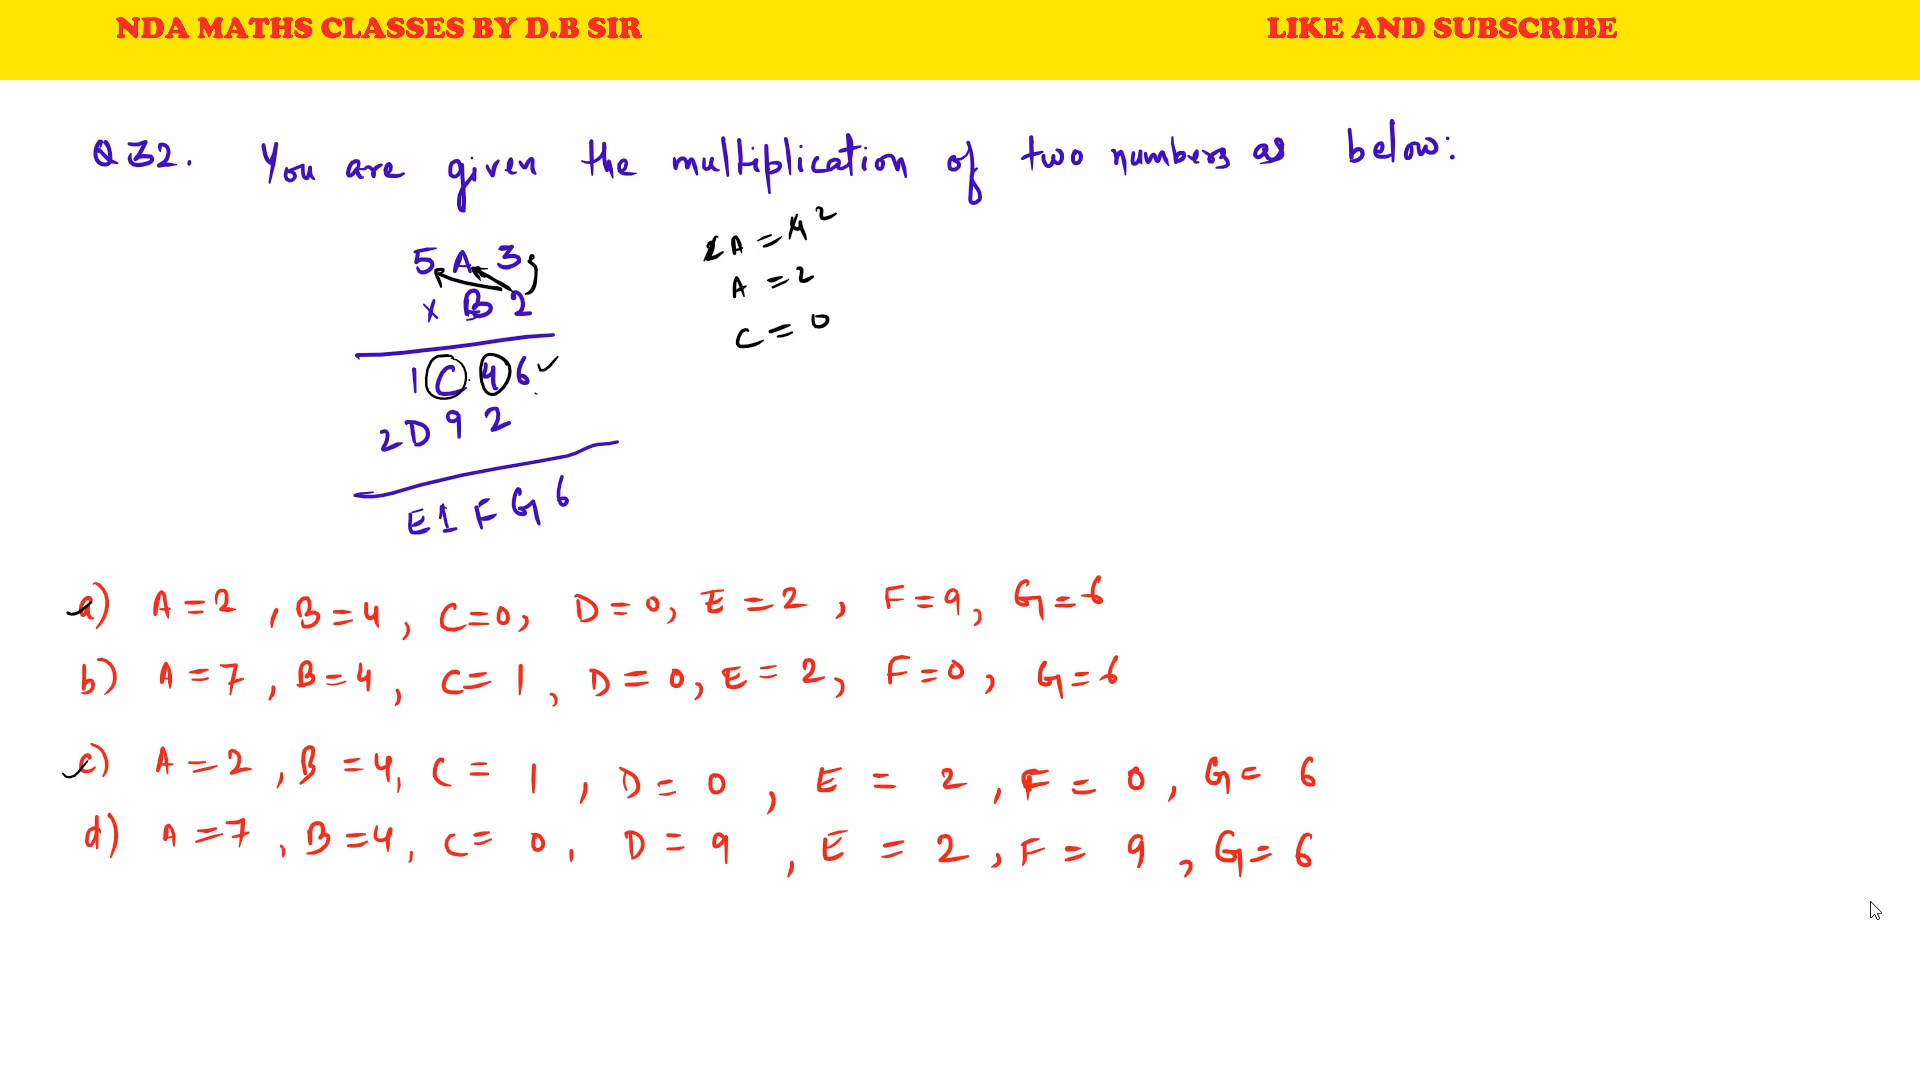 NDA MATHS CLASSES BY D.B SIR LIKE AND SUBSCRIBE
Q 32. You are given the multiplication of two numbers as below:
5 A 3
x B 2
1 C 4 6
2 D 9 2
E 1 F G 6
2A = 4 2
A = 2
C = 0
a) A = 2 , B = 4 , C = 0 , D = 0 , E = 2 , F = 9 , G = 6
b) A = 7 , B = 4 , C = 1 , D = 0 , E = 2 , F = 0 , G = 6
c) A = 2 , B = 4 , C = 1 , D = 0 , E = 2 , F = 0 , G = 6
d) A = 7 , B = 4 , C = 0 , D = 9 , E = 2 , F = 9 , G = 6